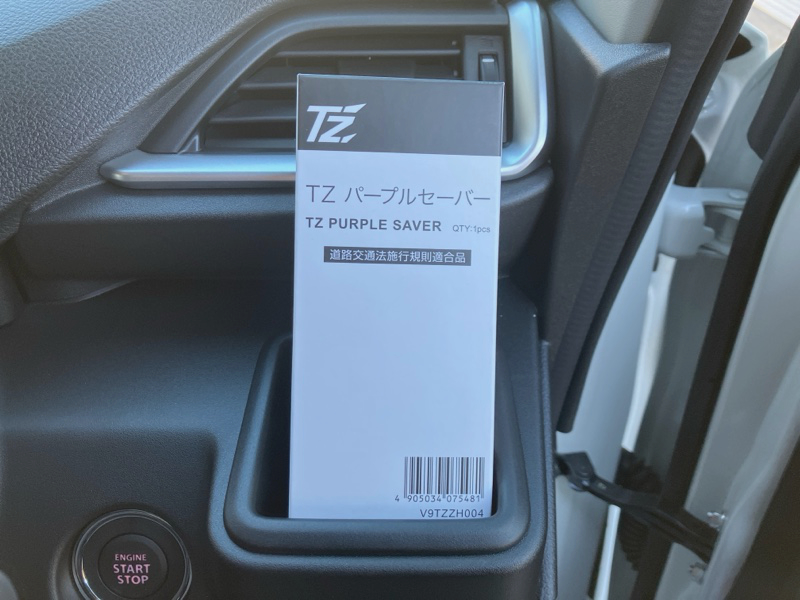 TZ
TZ パープルセーバー
TZ PURPLE SAVER QTY:1pcs
道路交通法施行規則適合品
4 905034 075481
V9TZZH004
ENGINE
START
STOP